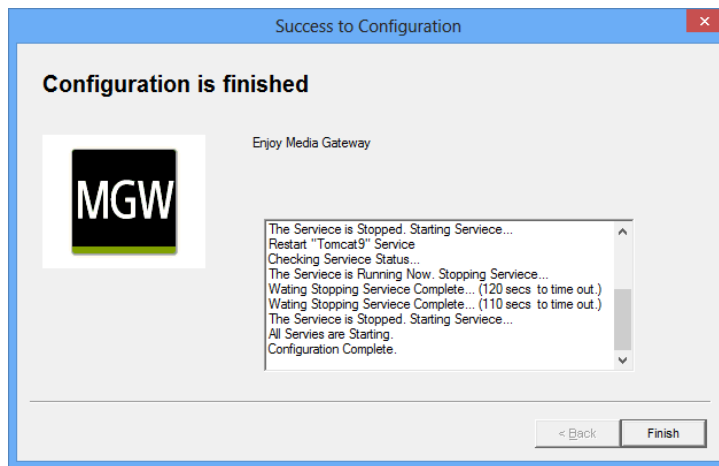 Success to Configuration
Configuration is finished
MGW
Enjoy Media Gateway
The Serviece is Stopped. Starting Serviece...
Restart "Tomcat9" Service
Checking Serviece Status...
The Serviece is Running Now. Stopping Serviece...
Wating Stopping Serviece Complete... (120 secs to time out.)
Wating Stopping Serviece Complete... (110 secs to time out.)
The Serviece is Stopped. Starting Serviece...
All Servies are Starting.
Configuration Complete.
< Back
Finish